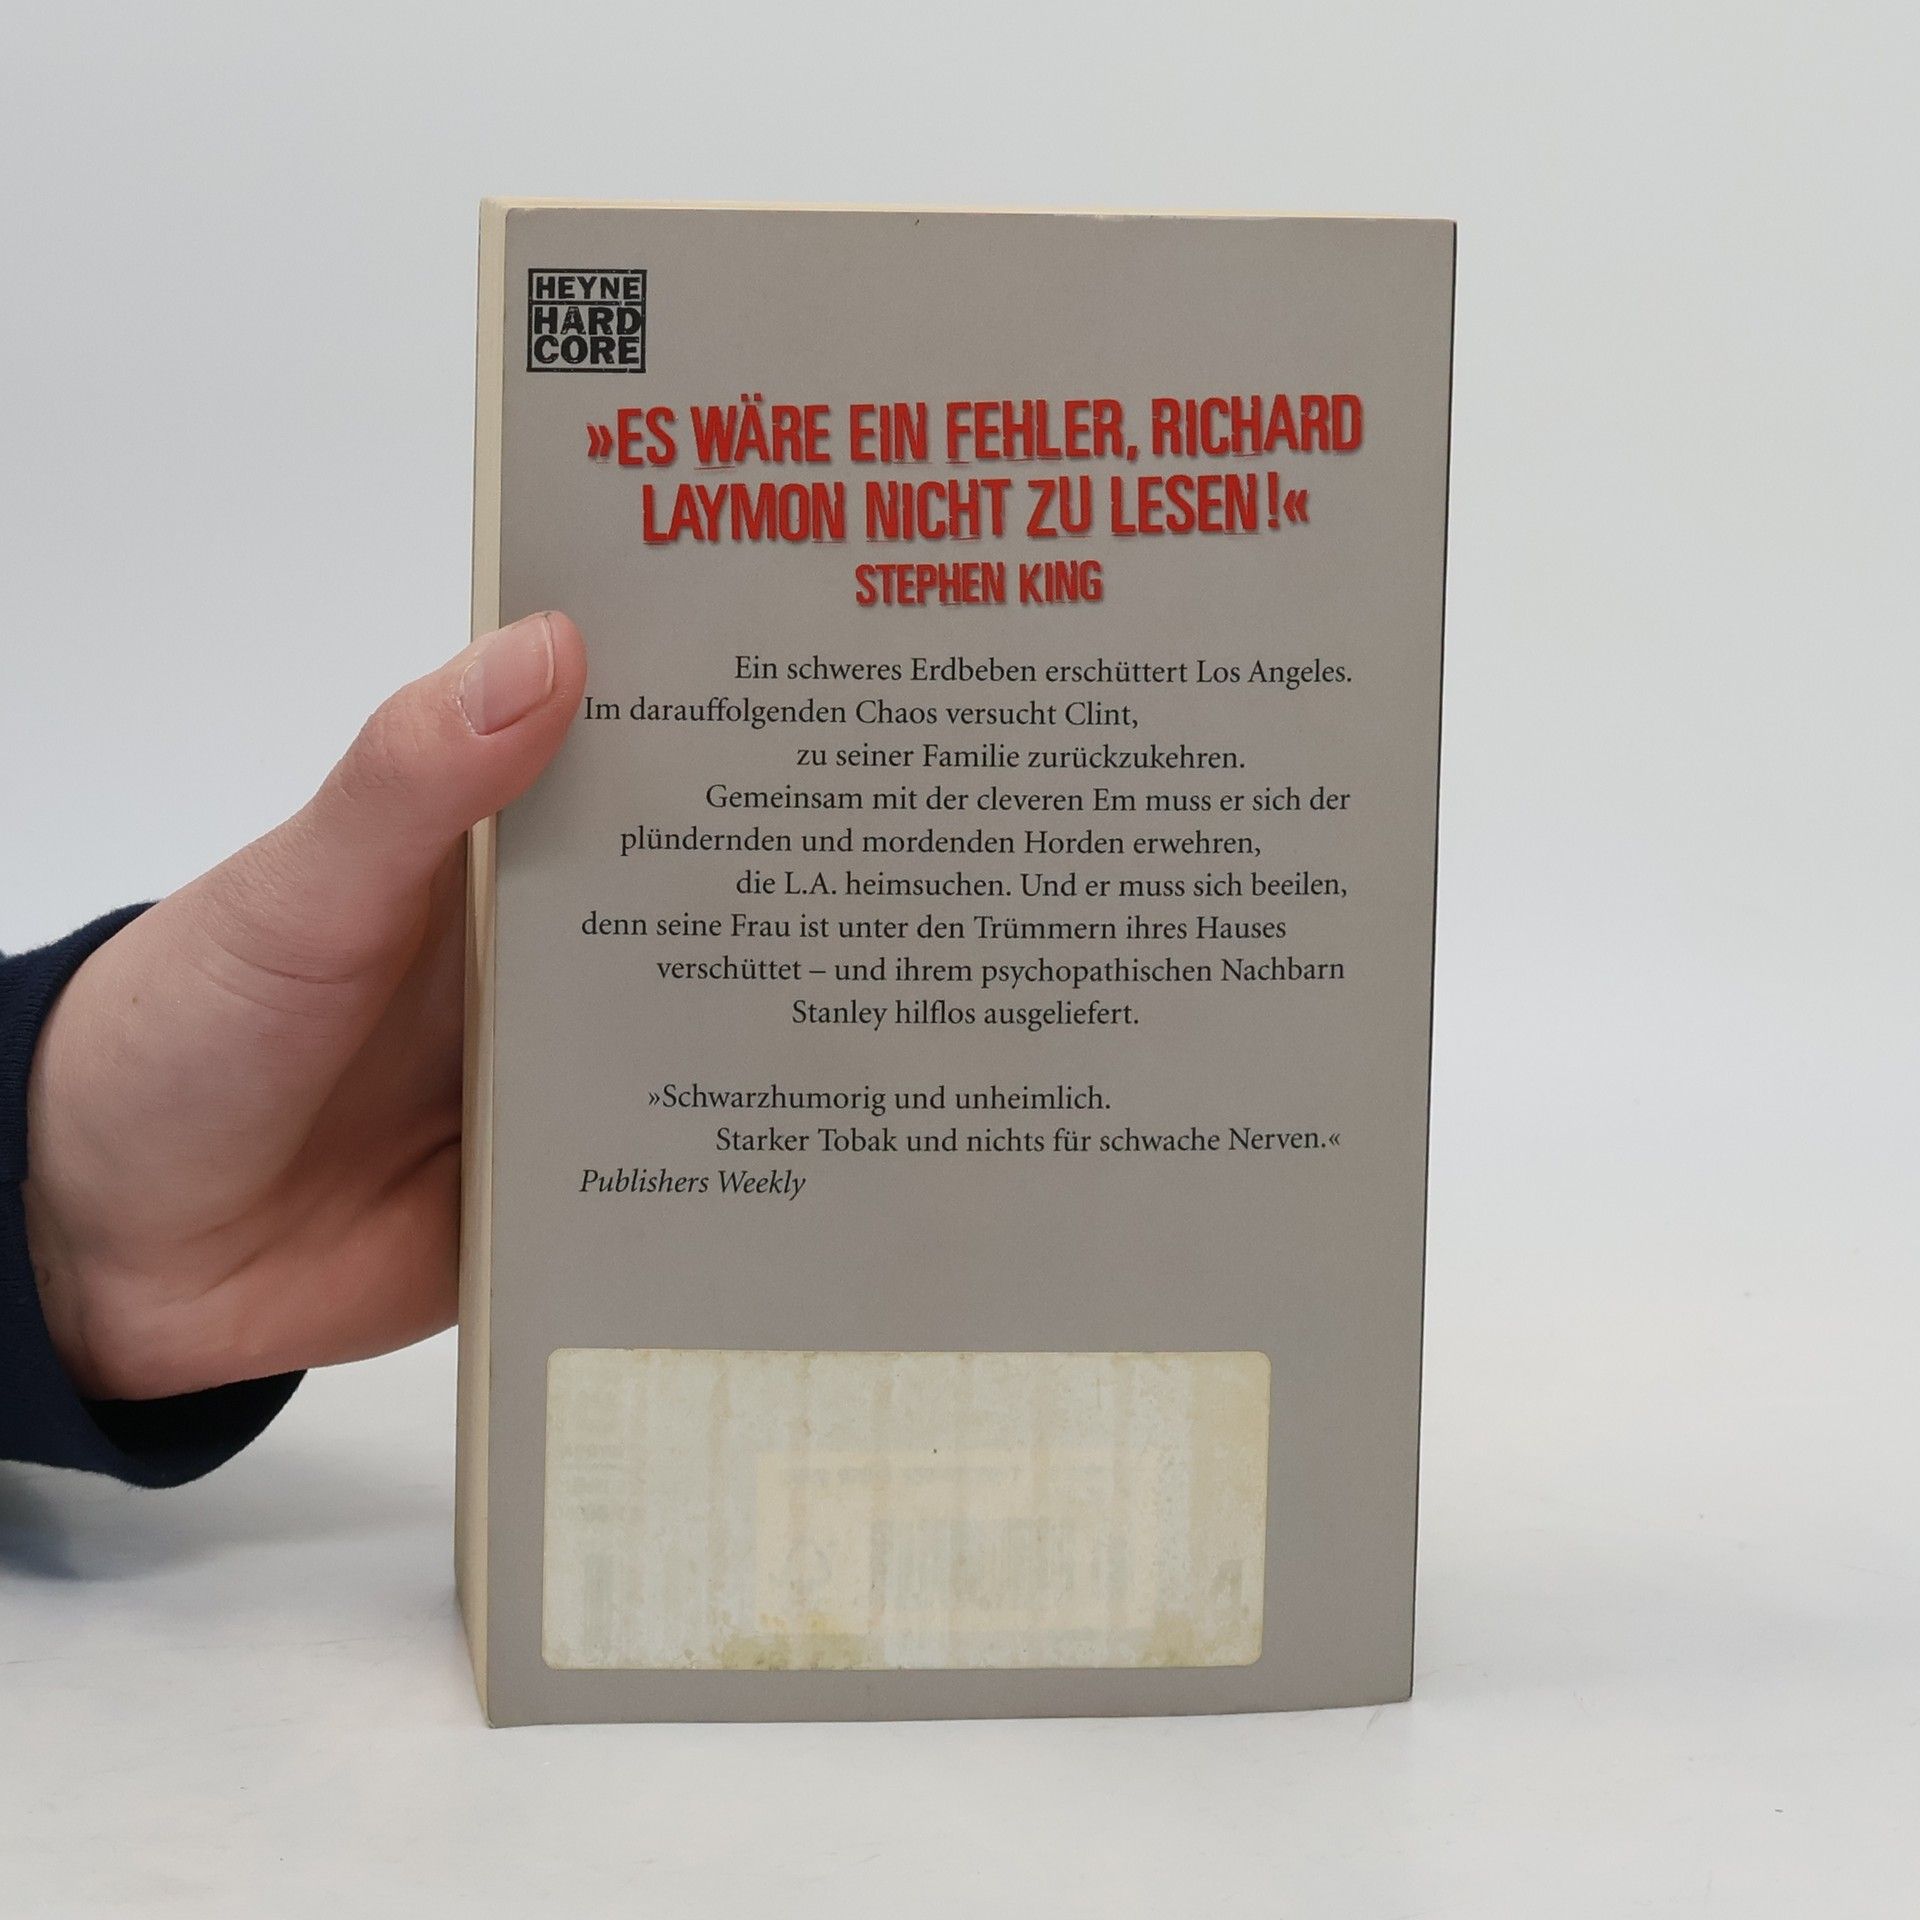 HEYNE
HARD
CORE
»ES WÄRE EIN FEHLER, RICHARD
LAYMON NICHT ZU LESEN!«
STEPHEN KING
Ein schweres Erdbeben erschüttert Los Angeles.
Im darauffolgenden Chaos versucht Clint,
zu seiner Familie zurückzukehren.
Gemeinsam mit der cleveren Em muss er sich der
plündernden und mordenden Horden erwehren,
die L.A. heimsuchen. Und er muss sich beeilen,
denn seine Frau ist unter den Trümmern ihres Hauses
verschüttet – und ihrem psychopathischen Nachbarn
Stanley hilflos ausgeliefert.
»Schwarzhumorig und unheimlich.
Starker Tobak und nichts für schwache Nerven.«
Publishers Weekly